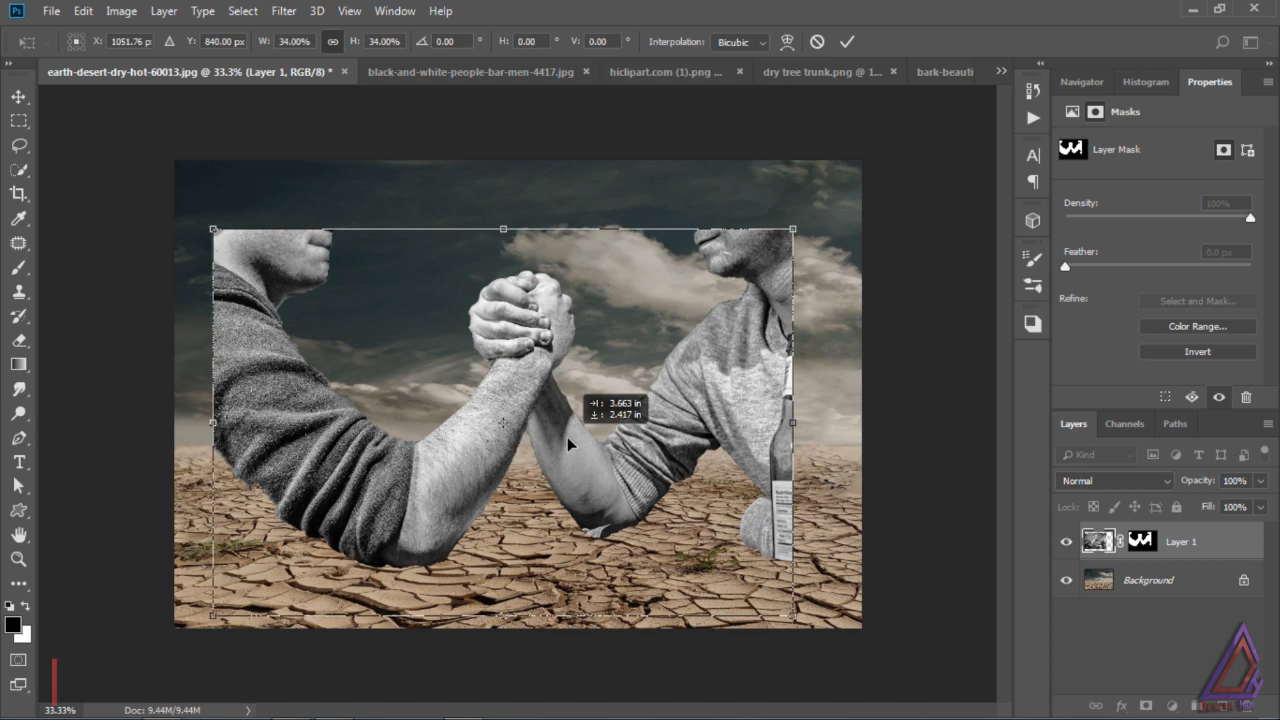 Ps File Edit Image Layer Type Select Filter 3D View Window Help
X: 1051.76 p Y: 840.00 px W: 34.00% H: 34.00% 0.00 ° H: 0.00 ° V: 0.00 ° Interpolation: Bicubic
earth-desert-dry-hot-60013.jpg @ 33.3% (Layer 1, RGB/8) * × black-and-white-people-bar-men-4417.jpg × hiclipart.com (1).png ... × dry tree trunk.png @ 1... × bark-beauti
Navigator Histogram Properties
Masks
Layer Mask
Density: 100%
Feather: 0.0 px
Refine: Select and Mask...
Color Range...
Invert
3.663 in
2.417 in
Layers Channels Paths
Kind
Normal Opacity: 100%
Lock: Fill: 100%
Layer 1
Background
33.33% Doc: 9.44M/9.44M